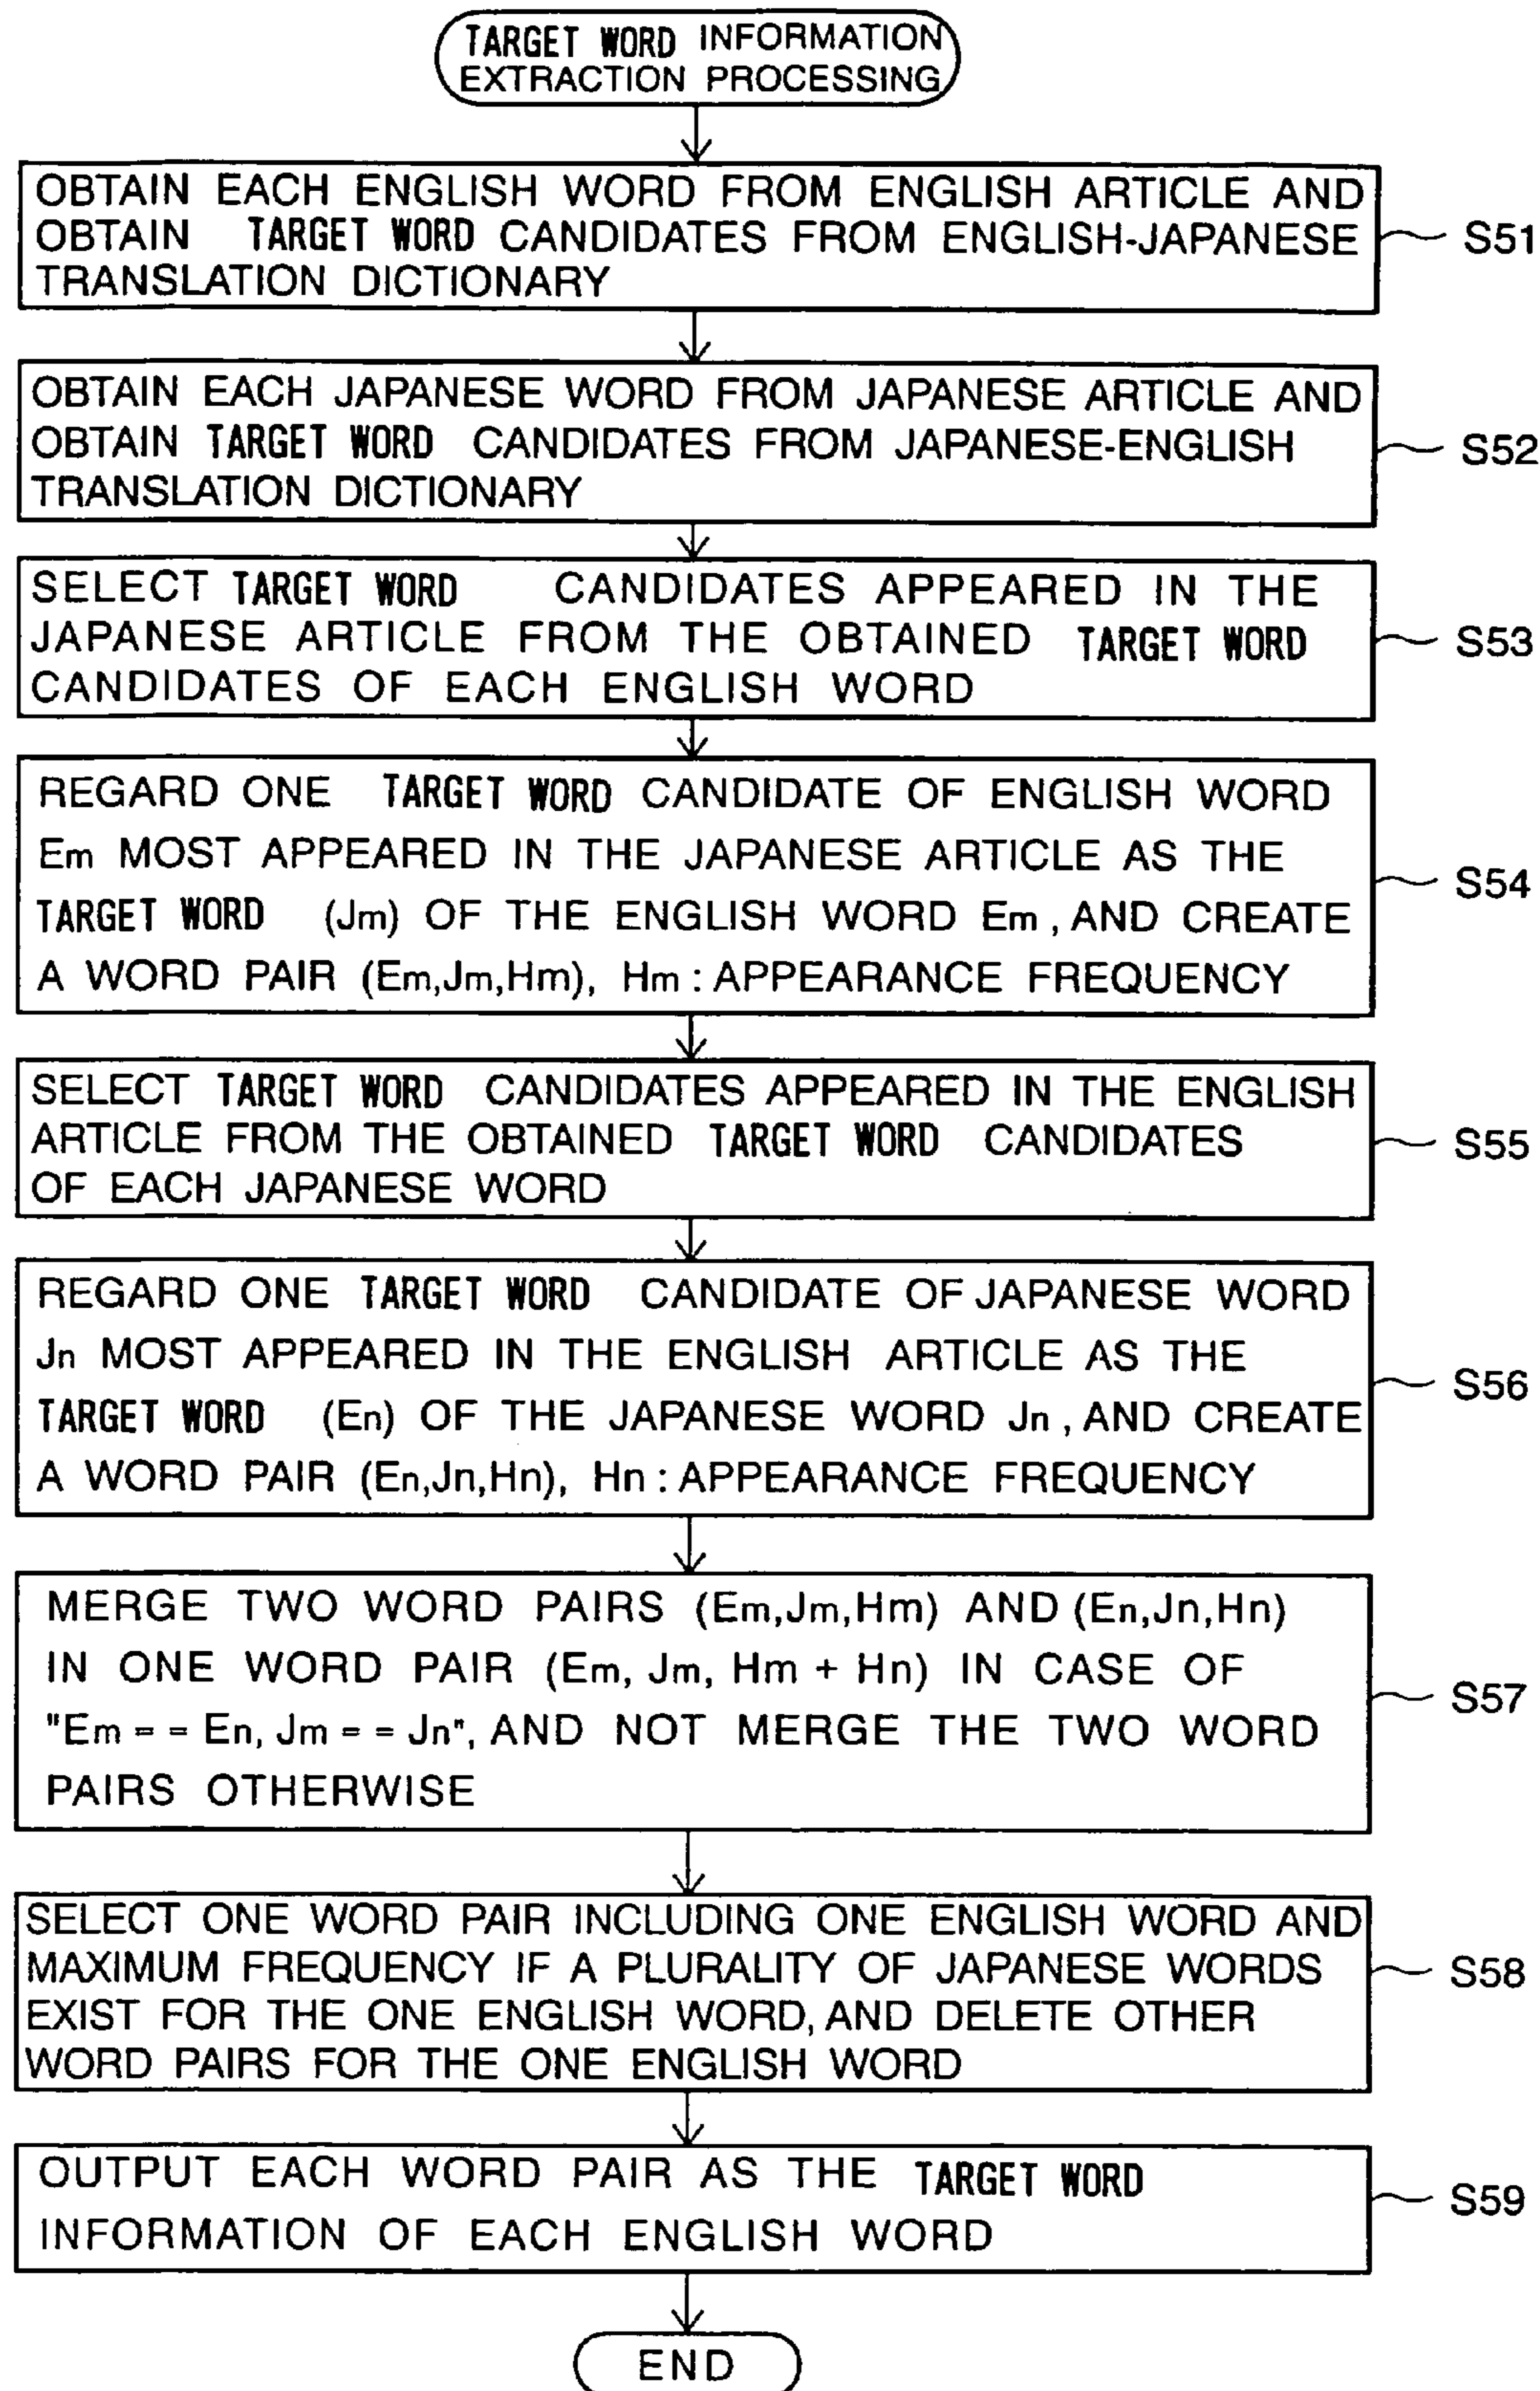 TARGET WORD INFORMATION
EXTRACTION PROCESSING
OBTAIN EACH ENGLISH WORD FROM ENGLISH ARTICLE AND
OBTAIN TARGET WORD CANDIDATES FROM ENGLISH-JAPANESE
TRANSLATION DICTIONARY
S51
OBTAIN EACH JAPANESE WORD FROM JAPANESE ARTICLE AND
OBTAIN TARGET WORD CANDIDATES FROM JAPANESE-ENGLISH
TRANSLATION DICTIONARY
S52
SELECT TARGET WORD CANDIDATES APPEARED IN THE
JAPANESE ARTICLE FROM THE OBTAINED TARGET WORD
CANDIDATES OF EACH ENGLISH WORD
S53
REGARD ONE TARGET WORD CANDIDATE OF ENGLISH WORD
Em MOST APPEARED IN THE JAPANESE ARTICLE AS THE
TARGET WORD (Jm) OF THE ENGLISH WORD Em , AND CREATE
A WORD PAIR (Em,Jm,Hm), Hm : APPEARANCE FREQUENCY
S54
SELECT TARGET WORD CANDIDATES APPEARED IN THE ENGLISH
ARTICLE FROM THE OBTAINED TARGET WORD CANDIDATES
OF EACH JAPANESE WORD
S55
REGARD ONE TARGET WORD CANDIDATE OF JAPANESE WORD
Jn MOST APPEARED IN THE ENGLISH ARTICLE AS THE
TARGET WORD (En) OF THE JAPANESE WORD Jn , AND CREATE
A WORD PAIR (En,Jn,Hn), Hn : APPEARANCE FREQUENCY
S56
MERGE TWO WORD PAIRS (Em,Jm,Hm) AND (En,Jn,Hn)
IN ONE WORD PAIR (Em, Jm, Hm + Hn) IN CASE OF
"Em = = En, Jm = = Jn", AND NOT MERGE THE TWO WORD
PAIRS OTHERWISE
S57
SELECT ONE WORD PAIR INCLUDING ONE ENGLISH WORD AND
MAXIMUM FREQUENCY IF A PLURALITY OF JAPANESE WORDS
EXIST FOR THE ONE ENGLISH WORD, AND DELETE OTHER
WORD PAIRS FOR THE ONE ENGLISH WORD
S58
OUTPUT EACH WORD PAIR AS THE TARGET WORD
INFORMATION OF EACH ENGLISH WORD
S59
END